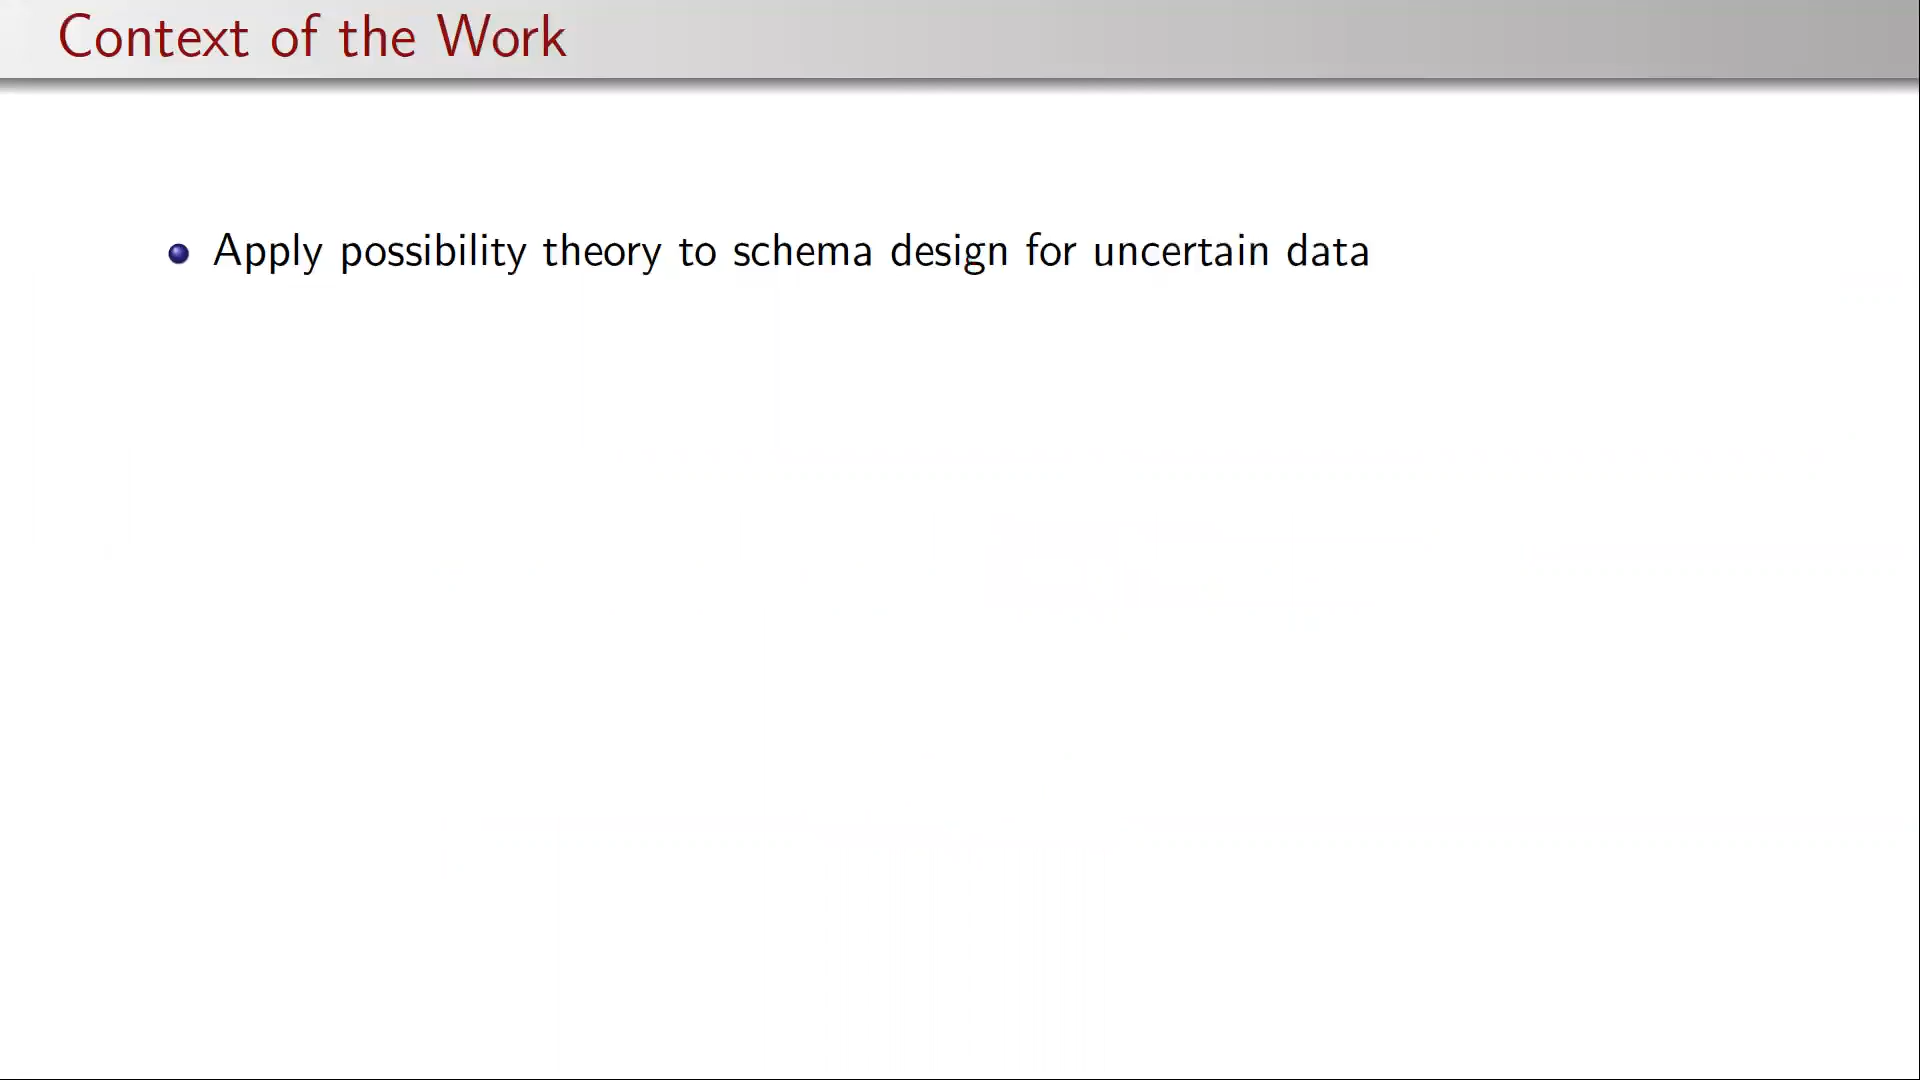 Context of the Work
Apply possibility theory to schema design for uncertain data